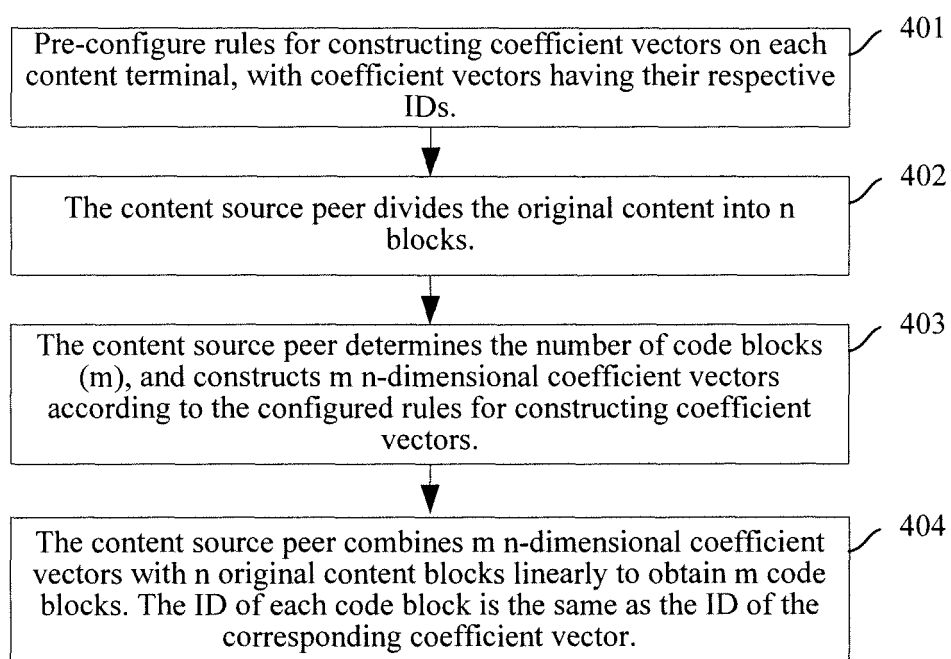 401
Pre-configure rules for constructing coefficient vectors on each
content terminal, with coefficient vectors having their respective
IDs.
402
The content source peer divides the original content into n
blocks.
403
The content source peer determines the number of code blocks
(m), and constructs m n-dimensional coefficient vectors
according to the configured rules for constructing coefficient
vectors.
404
The content source peer combines m n-dimensional coefficient
vectors with n original content blocks linearly to obtain m code
blocks. The ID of each code block is the same as the ID of the
corresponding coefficient vector.